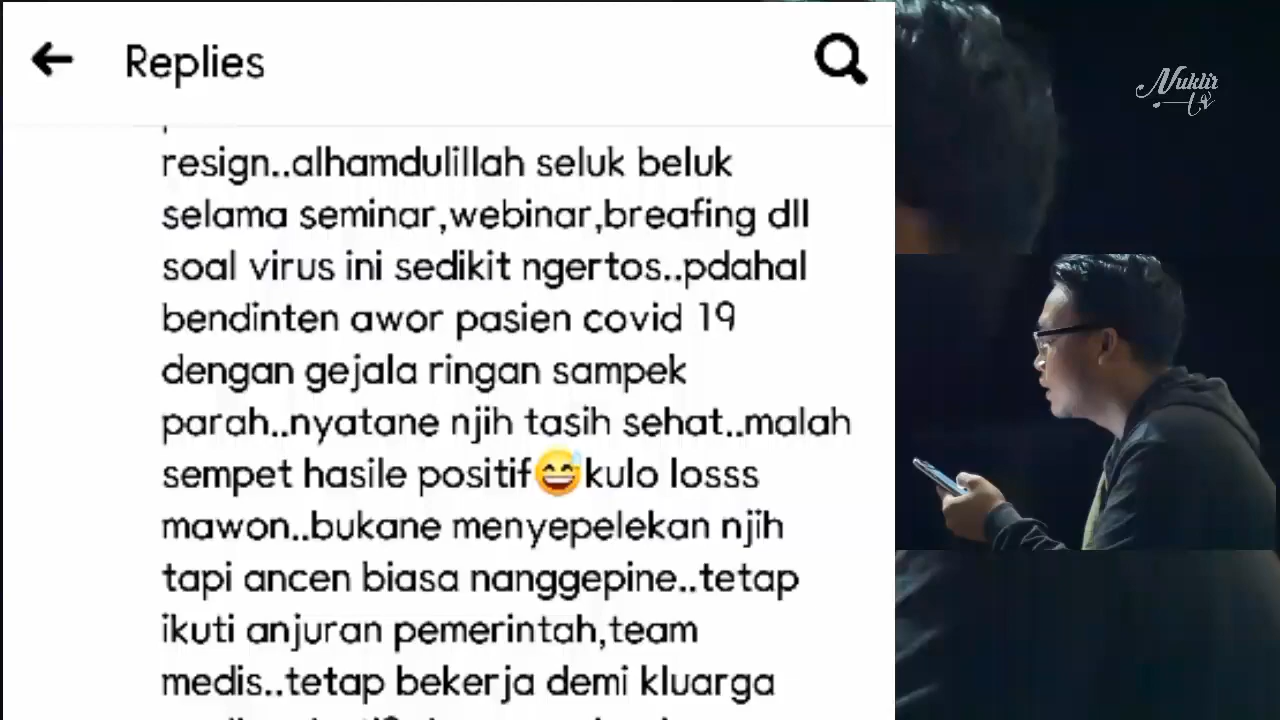 Replies
resign..alhamdulillah seluk beluk
selama seminar,webinar,breafing dll
soal virus ini sedikit ngertos..pdahal
bendinten awor pasien covid 19
dengan gejala ringan sampek
parah..nyatane njih tasih sehat..malah
sempet hasile positif😅kulo losss
mawon..bukane menyepelekan njih
tapi ancen biasa nanggepine..tetap
ikuti anjuran pemerintah,team
medis..tetap bekerja demi kluarga
Nuklir